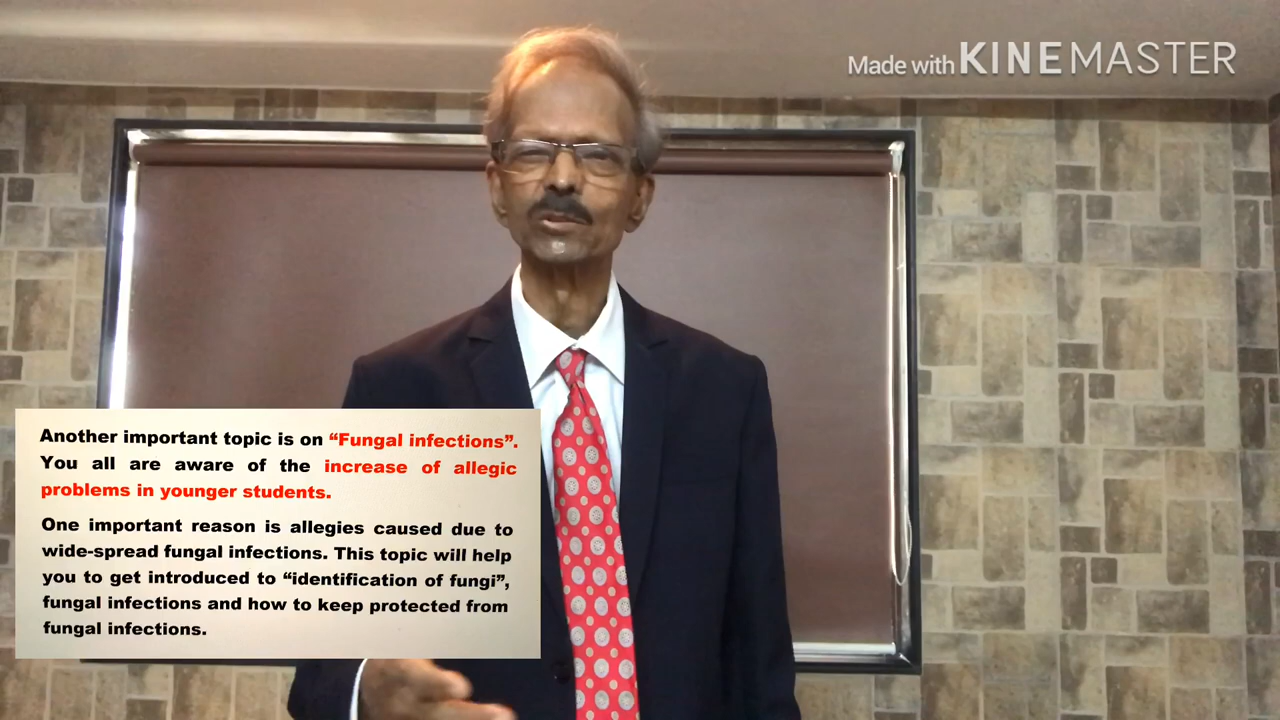 Made with KINEMASTER
Another important topic is on “Fungal infections”.
You all are aware of the increase of allegic
problems in younger students.
One important reason is allegies caused due to
wide-spread fungal infections. This topic will help
you to get introduced to “identification of fungi”,
fungal infections and how to keep protected from
fungal infections.